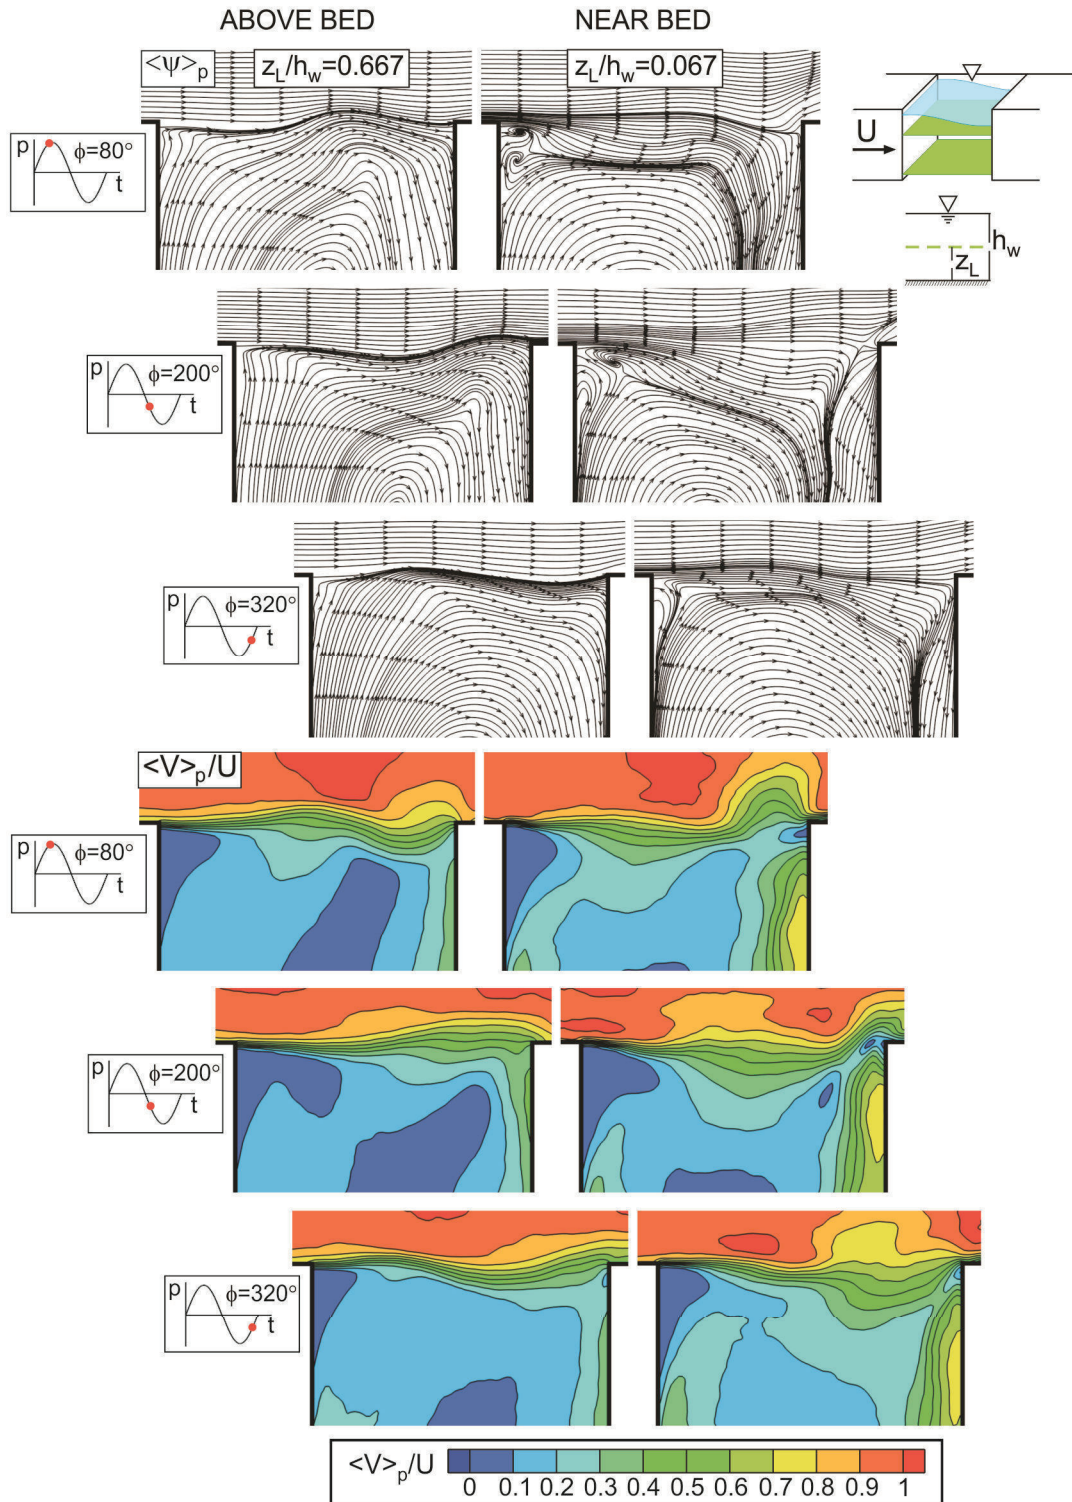 ABOVE BED NEAR BED
<ψ>p zL/hw=0.667 zL/hw=0.067
p ϕ=80° t
U
hw
zL
p ϕ=200° t
p ϕ=320° t
<V>p/U
p ϕ=80° t
p ϕ=200° t
p ϕ=320° t
<V>p/U 0 0.1 0.2 0.3 0.4 0.5 0.6 0.7 0.8 0.9 1